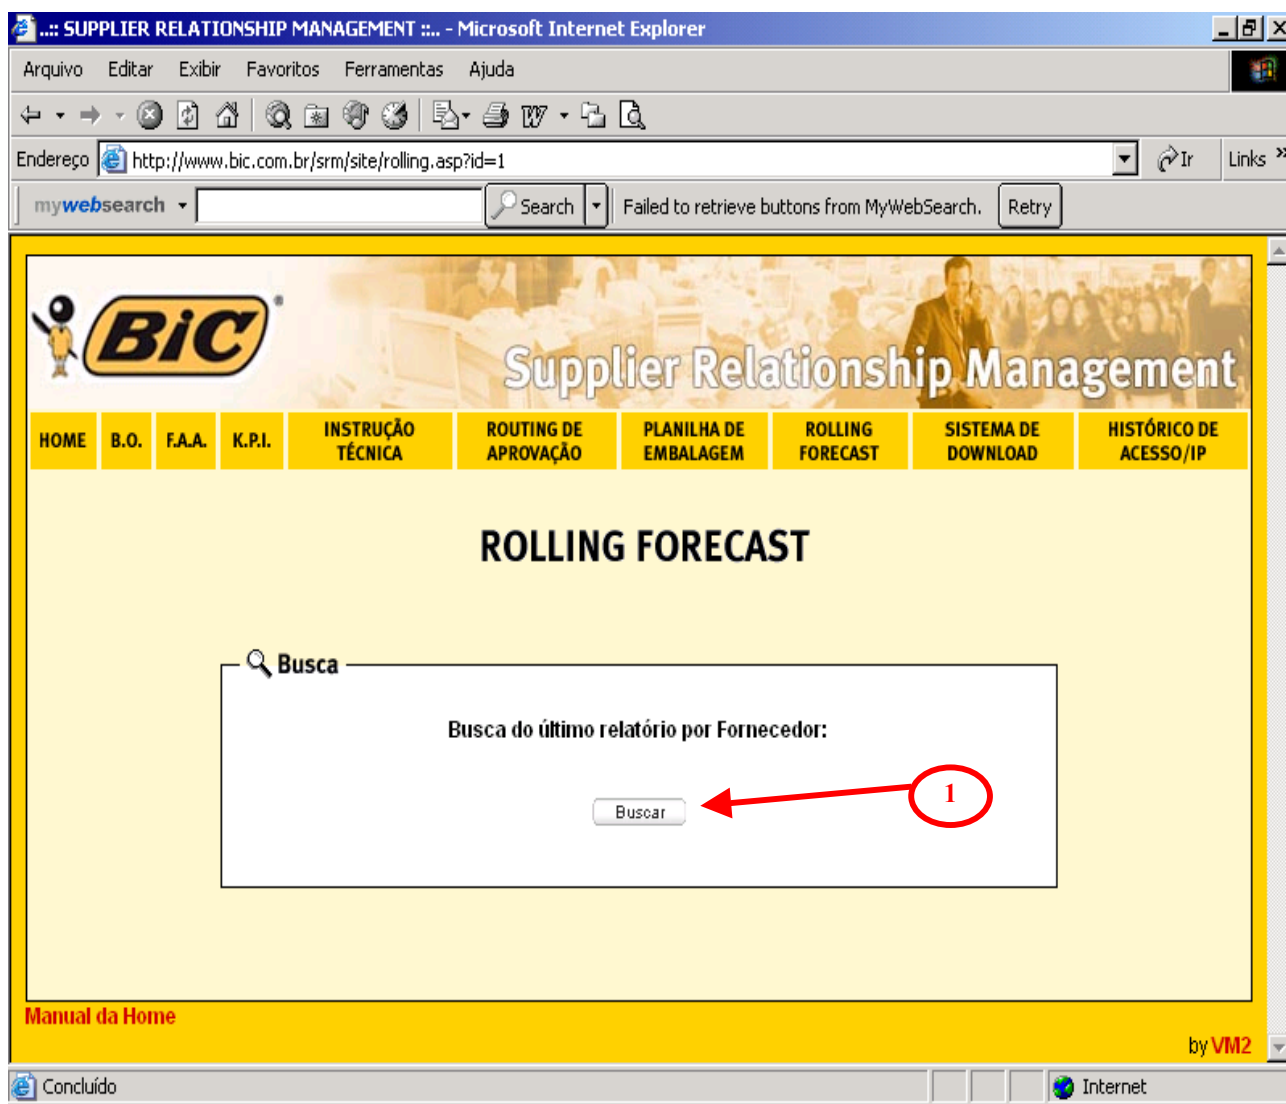 ..:: SUPPLIER RELATIONSHIP MANAGEMENT ::.. - Microsoft Internet Explorer
Arquivo Editar Exibir Favoritos Ferramentas Ajuda
Endereço http://www.bic.com.br/srm/site/rolling.asp?id=1 Ir Links »
mywebsearch Search Failed to retrieve buttons from MyWebSearch. Retry
BiC®
Supplier Relationship Management
HOME B.O. F.A.A. K.P.I. INSTRUÇÃO TÉCNICA ROUTING DE APROVAÇÃO PLANILHA DE EMBALAGEM ROLLING FORECAST SISTEMA DE DOWNLOAD HISTÓRICO DE ACESSO/IP
ROLLING FORECAST
Busca
Busca do último relatório por Fornecedor:
1
Buscar
Manual da Home
by VM2
Concluído Internet